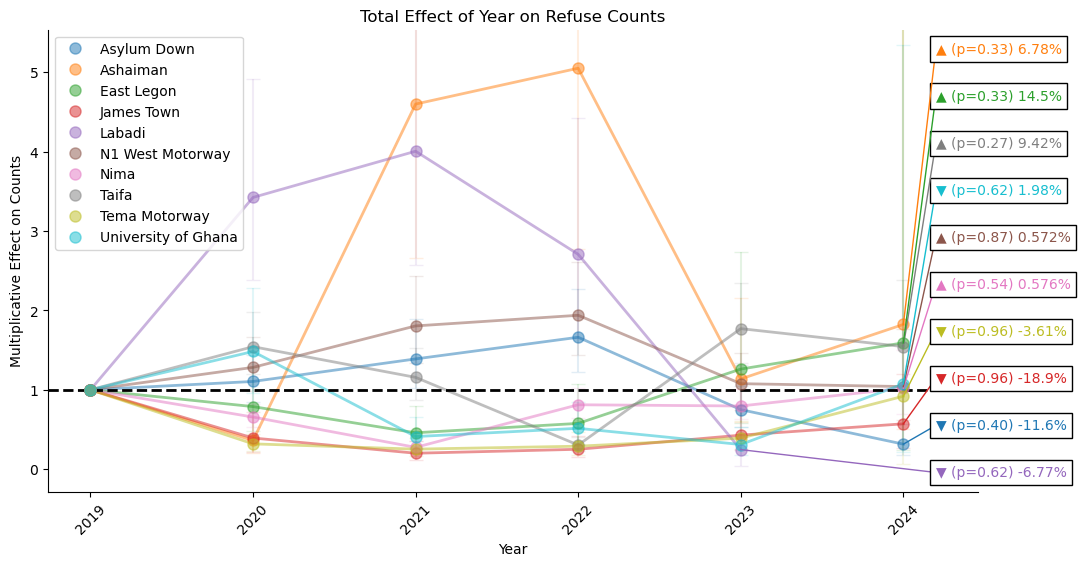 Total Effect of Year on Refuse Counts
Multiplicative Effect on Counts
5
4
3
2
1
0
Asylum Down
Ashaiman
East Legon
James Town
Labadi
N1 West Motorway
Nima
Taifa
Tema Motorway
University of Ghana
▲ (p=0.33) 6.78%
▲ (p=0.33) 14.5%
▲ (p=0.27) 9.42%
▼ (p=0.62) 1.98%
▲ (p=0.87) 0.572%
▲ (p=0.54) 0.576%
▼ (p=0.96) -3.61%
▼ (p=0.96) -18.9%
▼ (p=0.40) -11.6%
▼ (p=0.62) -6.77%
2019
2020
2021
2022
2023
2024
Year